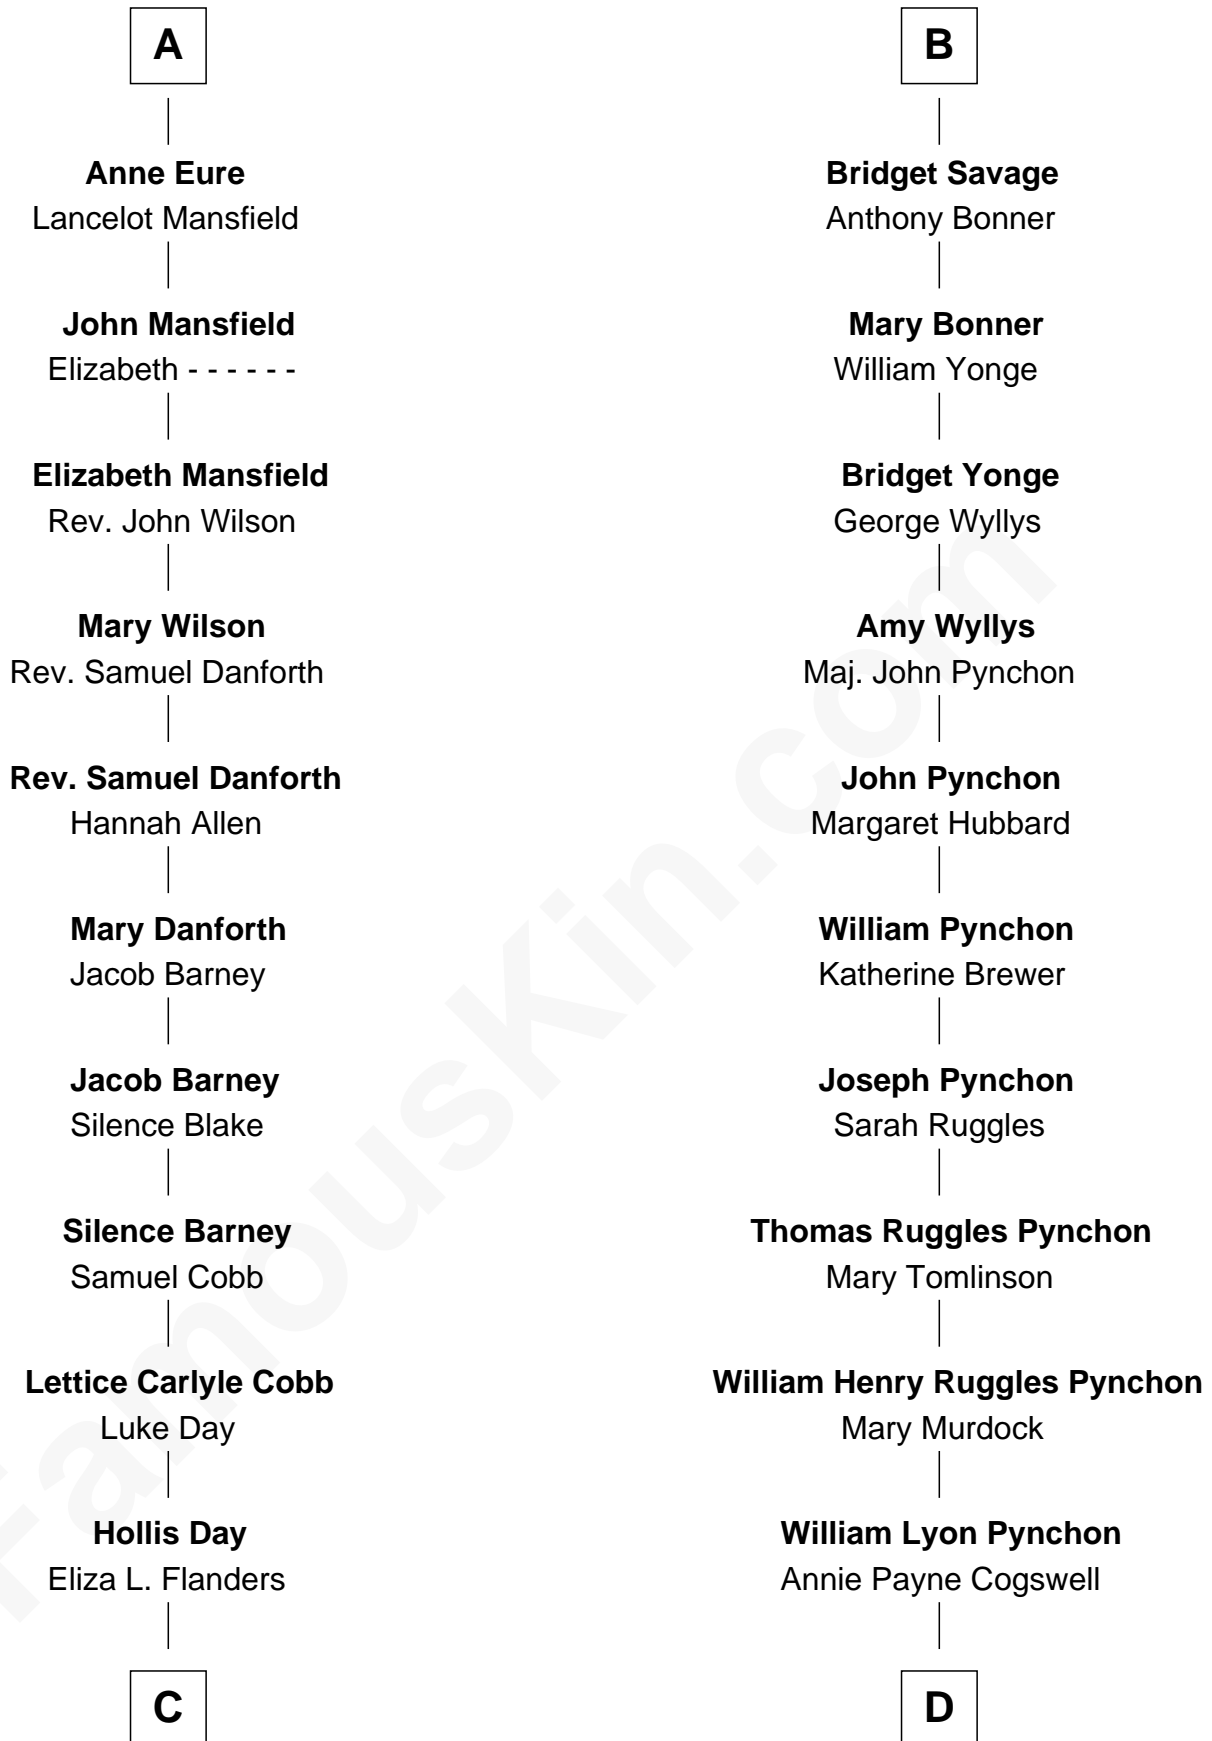 A
Anne Eure
Lancelot Mansfield
John Mansfield
Elizabeth - - - - - -
Elizabeth Mansfield
Rev. John Wilson
Mary Wilson
Rev. Samuel Danforth
Rev. Samuel Danforth
Hannah Allen
Mary Danforth
Jacob Barney
Jacob Barney
Silence Blake
Silence Barney
Samuel Cobb
Lettice Carlyle Cobb
Luke Day
Hollis Day
Eliza L. Flanders
C
B
Bridget Savage
Anthony Bonner
Mary Bonner
William Yonge
Bridget Yonge
George Wyllys
Amy Wyllys
Maj. John Pynchon
John Pynchon
Margaret Hubbard
William Pynchon
Katherine Brewer
Joseph Pynchon
Sarah Ruggles
Thomas Ruggles Pynchon
Mary Tomlinson
William Henry Ruggles Pynchon
Mary Murdock
William Lyon Pynchon
Annie Payne Cogswell
D
FamousKin.com